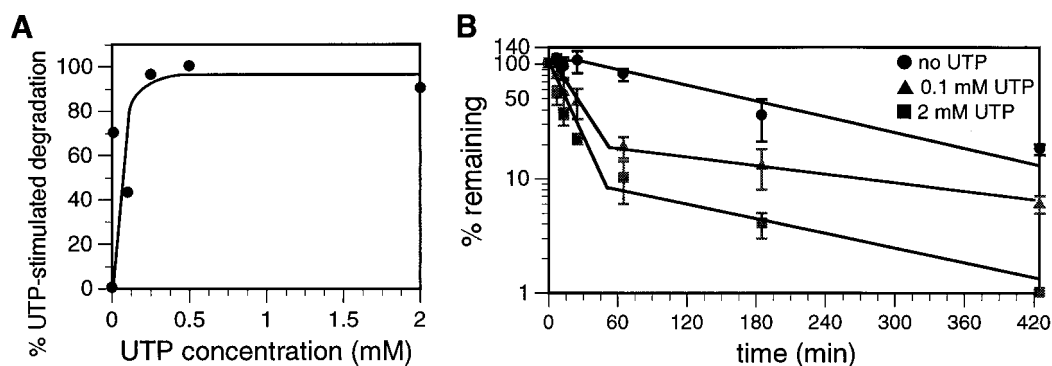 A
% UTP-stimulated degradation
100
80
60
40
20
0
0
0.5
1
1.5
2
UTP concentration (mM)
B
% remaining
140
100
50
10
1
no UTP
0.1 mM UTP
2 mM UTP
0
60
120
180
240
300
360
420
time (min)